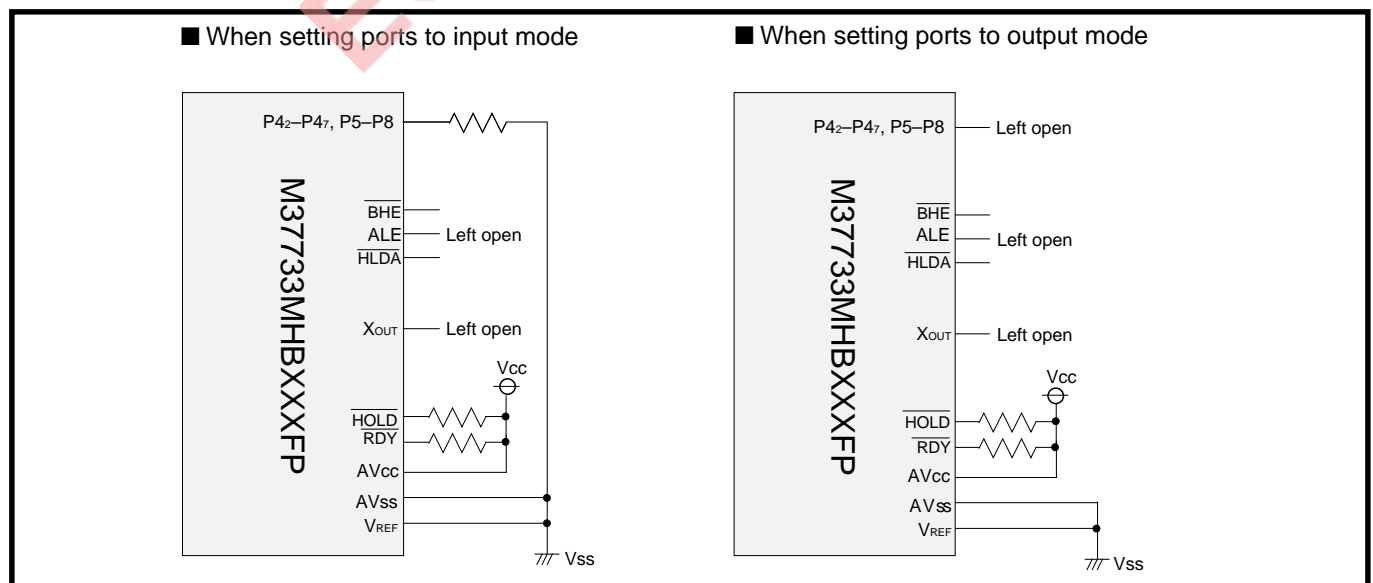 ■ When setting ports to input mode
P4₂–P4₇, P5–P8
M37733MHBXXXFP
BHE
ALE
HLDA
Left open
XOUT
Left open
Vcc
HOLD
RDY
AVcc
AVss
VREF
Vss
■ When setting ports to output mode
P4₂–P4₇, P5–P8
Left open
M37733MHBXXXFP
BHE
ALE
HLDA
Left open
XOUT
Left open
Vcc
HOLD
RDY
AVcc
AVss
VREF
Vss